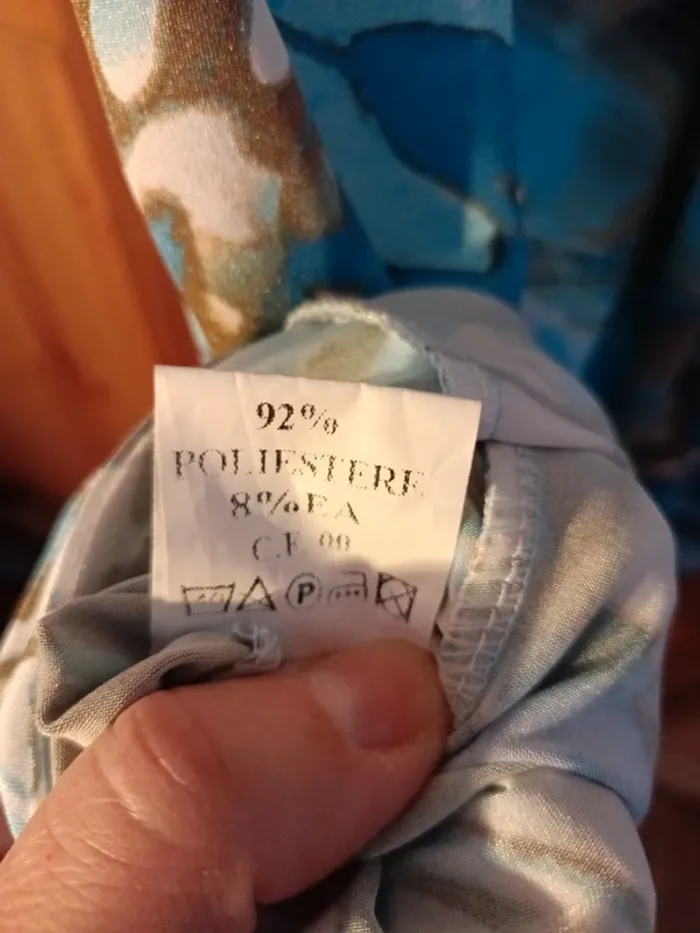 92%
POLIESTERE
8% EA
C.F. 00
P